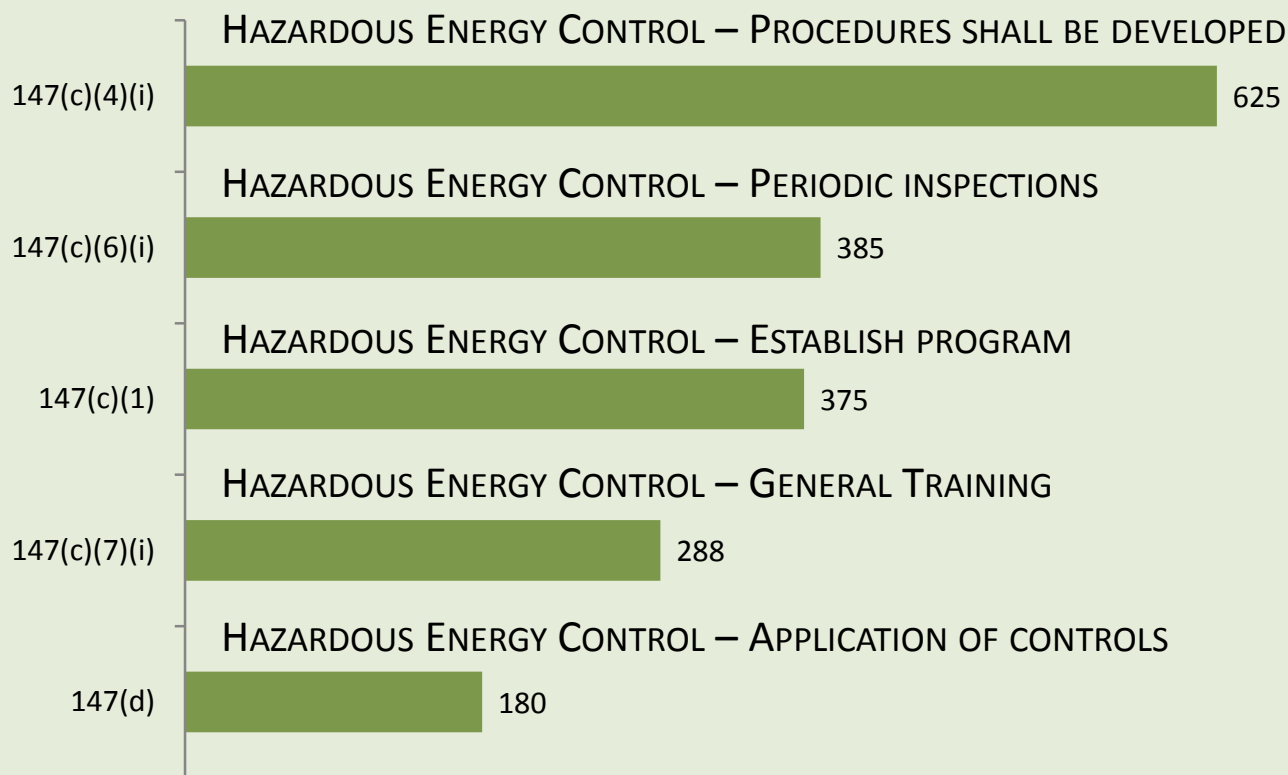 Hazardous Energy Control – Procedures shall be developed
147(c)(4)(i)
625
Hazardous Energy Control – Periodic inspections
147(c)(6)(i)
385
Hazardous Energy Control – Establish program
147(c)(1)
375
Hazardous Energy Control – General Training
147(c)(7)(i)
288
Hazardous Energy Control – Application of controls
147(d)
180